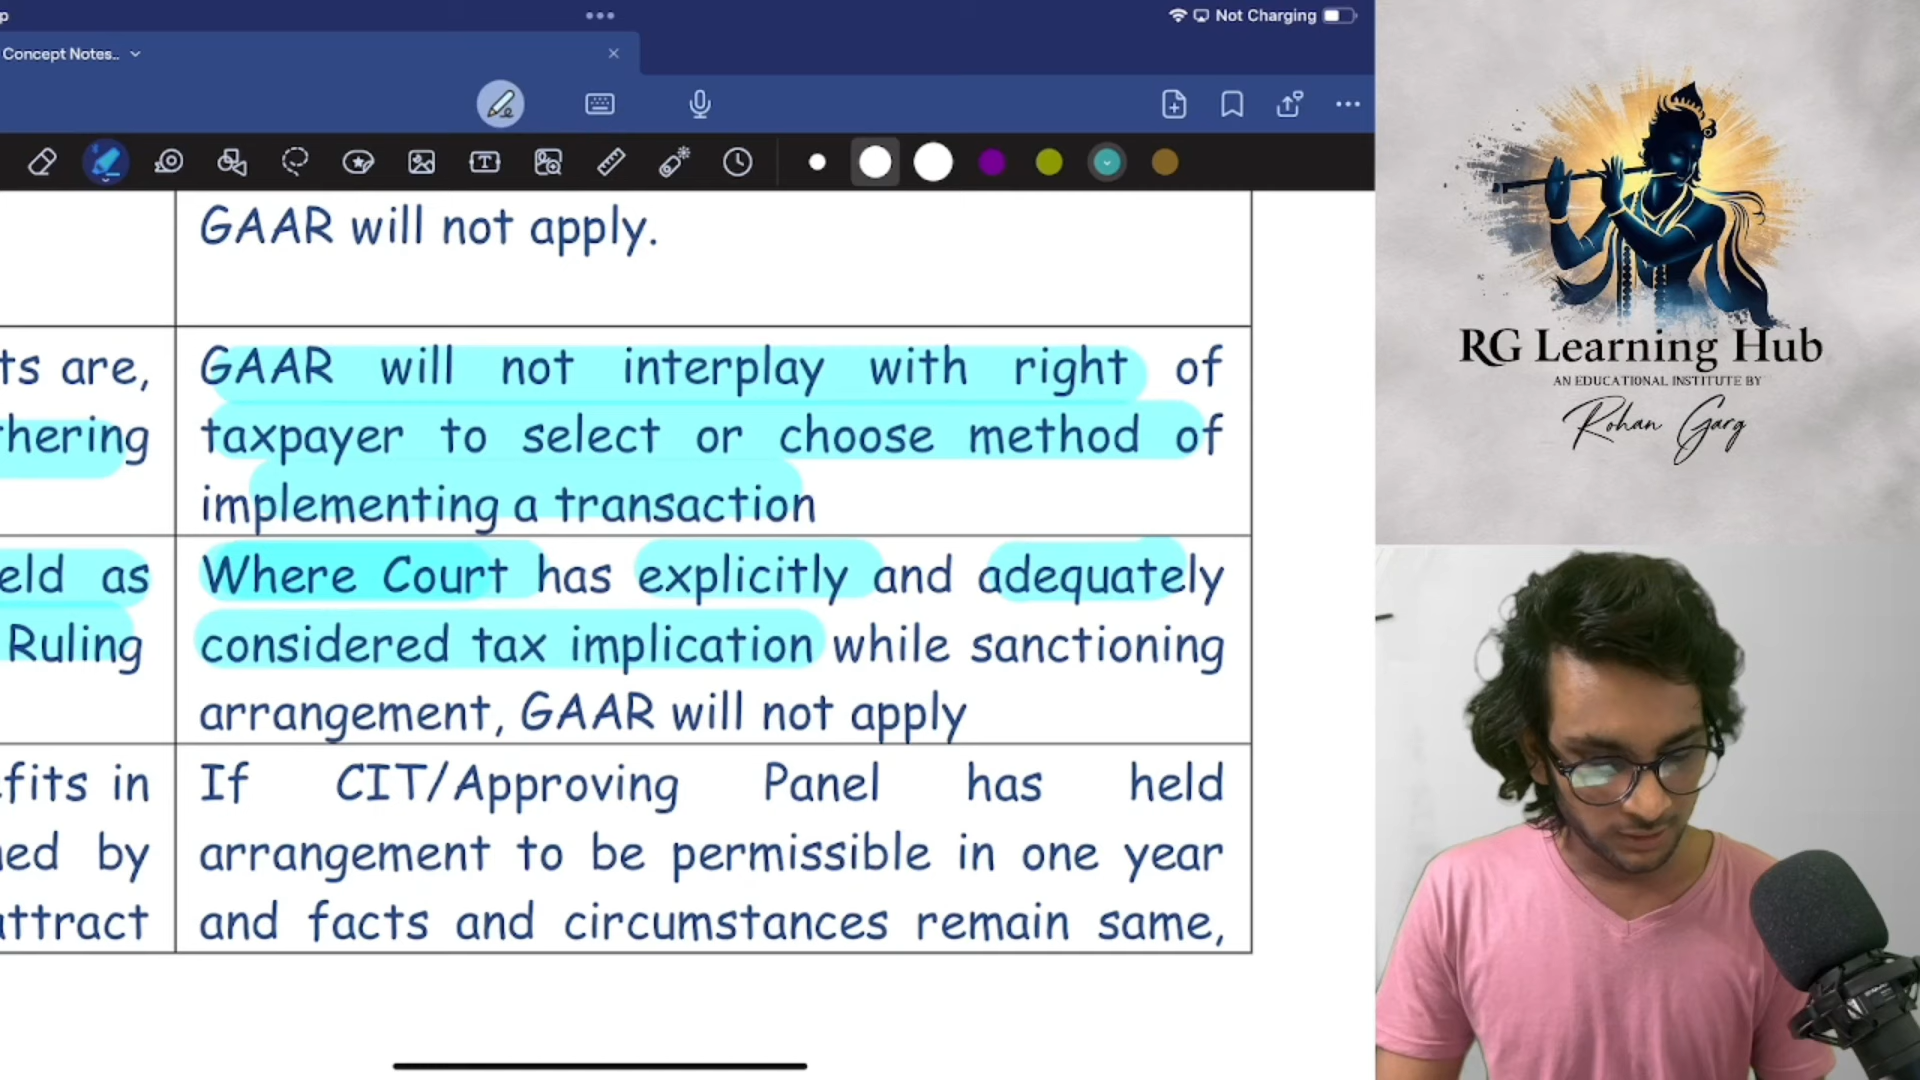 p
Not Charging
Concept Notes..
GAAR will not apply.
ts are,
hering
GAAR will not interplay with right of
taxpayer to select or choose method of
implementing a transaction
eld as
Ruling
Where Court has explicitly and adequately
considered tax implication while sanctioning
arrangement, GAAR will not apply
fits in
ed by
attract
If CIT/Approving Panel has held
arrangement to be permissible in one year
and facts and circumstances remain same,
RG Learning Hub
AN EDUCATIONAL INSTITUTE BY
Rohan Garg